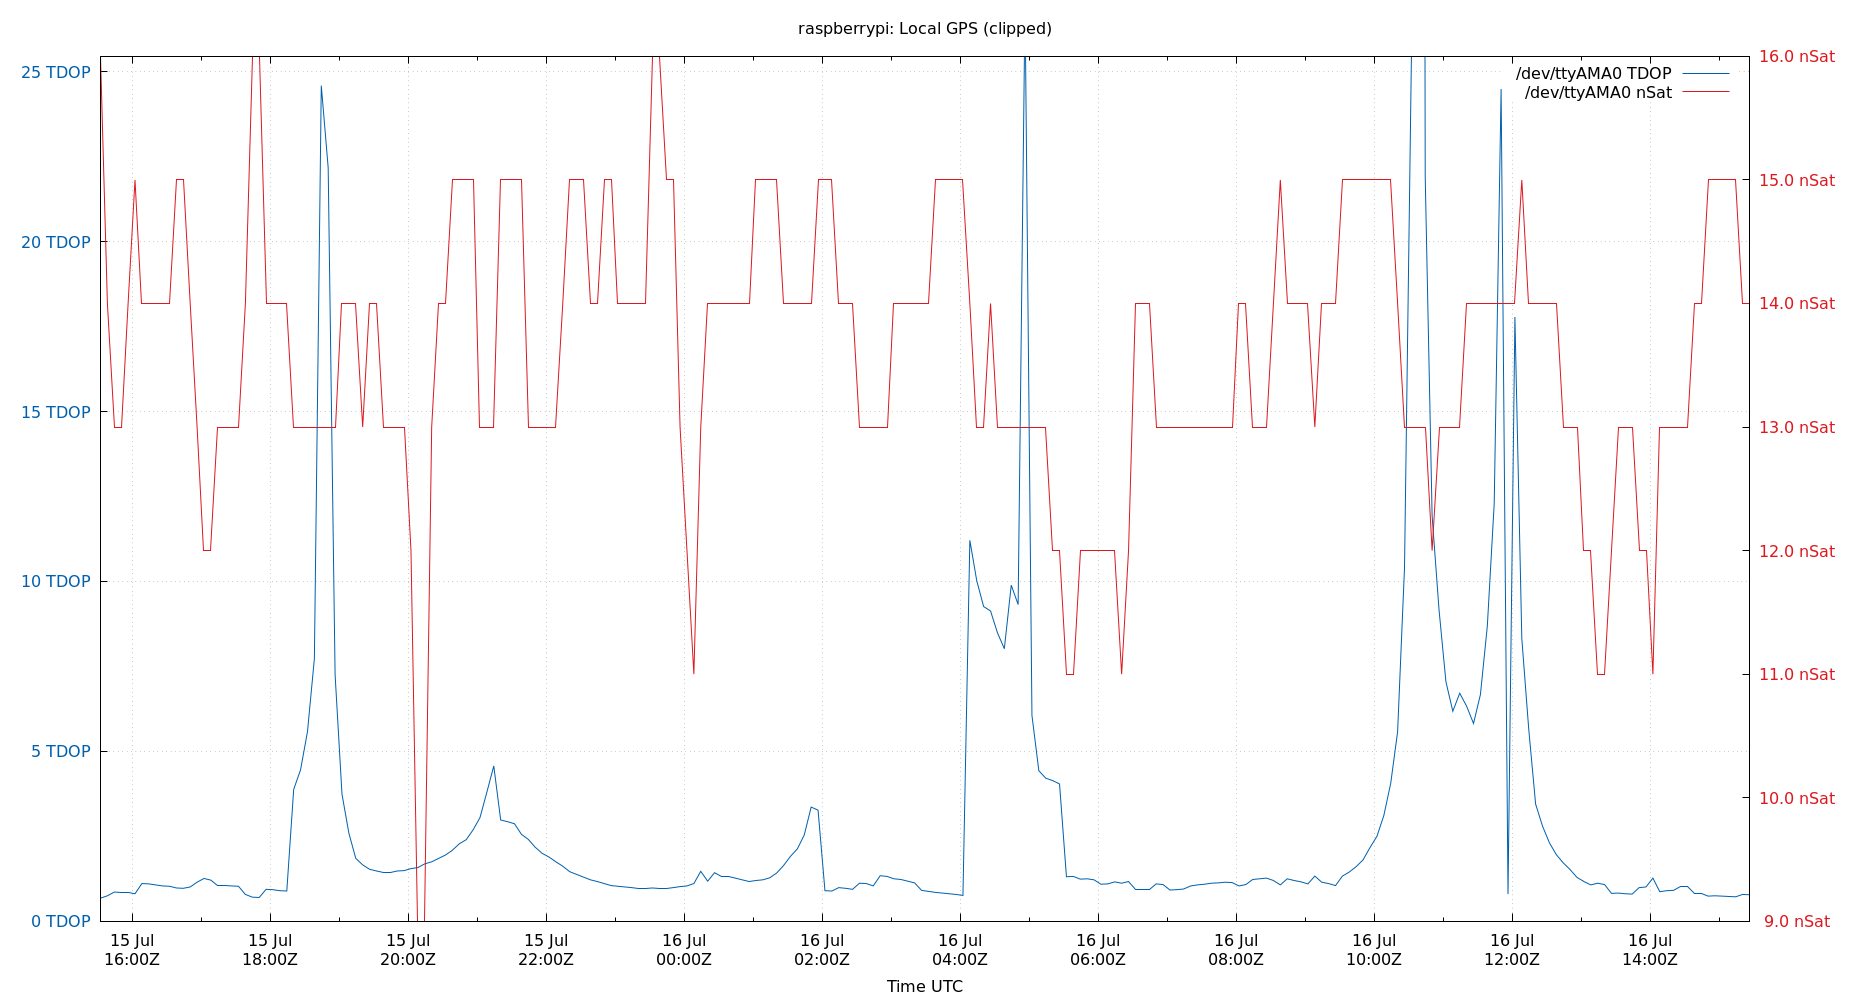 raspberrypi: Local GPS (clipped)
25 TDOP
20 TDOP
15 TDOP
10 TDOP
5 TDOP
0 TDOP
/dev/ttyAMA0 TDOP
/dev/ttyAMA0 nSat
16.0 nSat
15.0 nSat
14.0 nSat
13.0 nSat
12.0 nSat
11.0 nSat
10.0 nSat
9.0 nSat
15 Jul 15 Jul 15 Jul 15 Jul 16 Jul 16 Jul 16 Jul 16 Jul 16 Jul 16 Jul 16 Jul 16 Jul
16:00Z 18:00Z 20:00Z 22:00Z 00:00Z 02:00Z 04:00Z 06:00Z 08:00Z 10:00Z 12:00Z 14:00Z
Time UTC